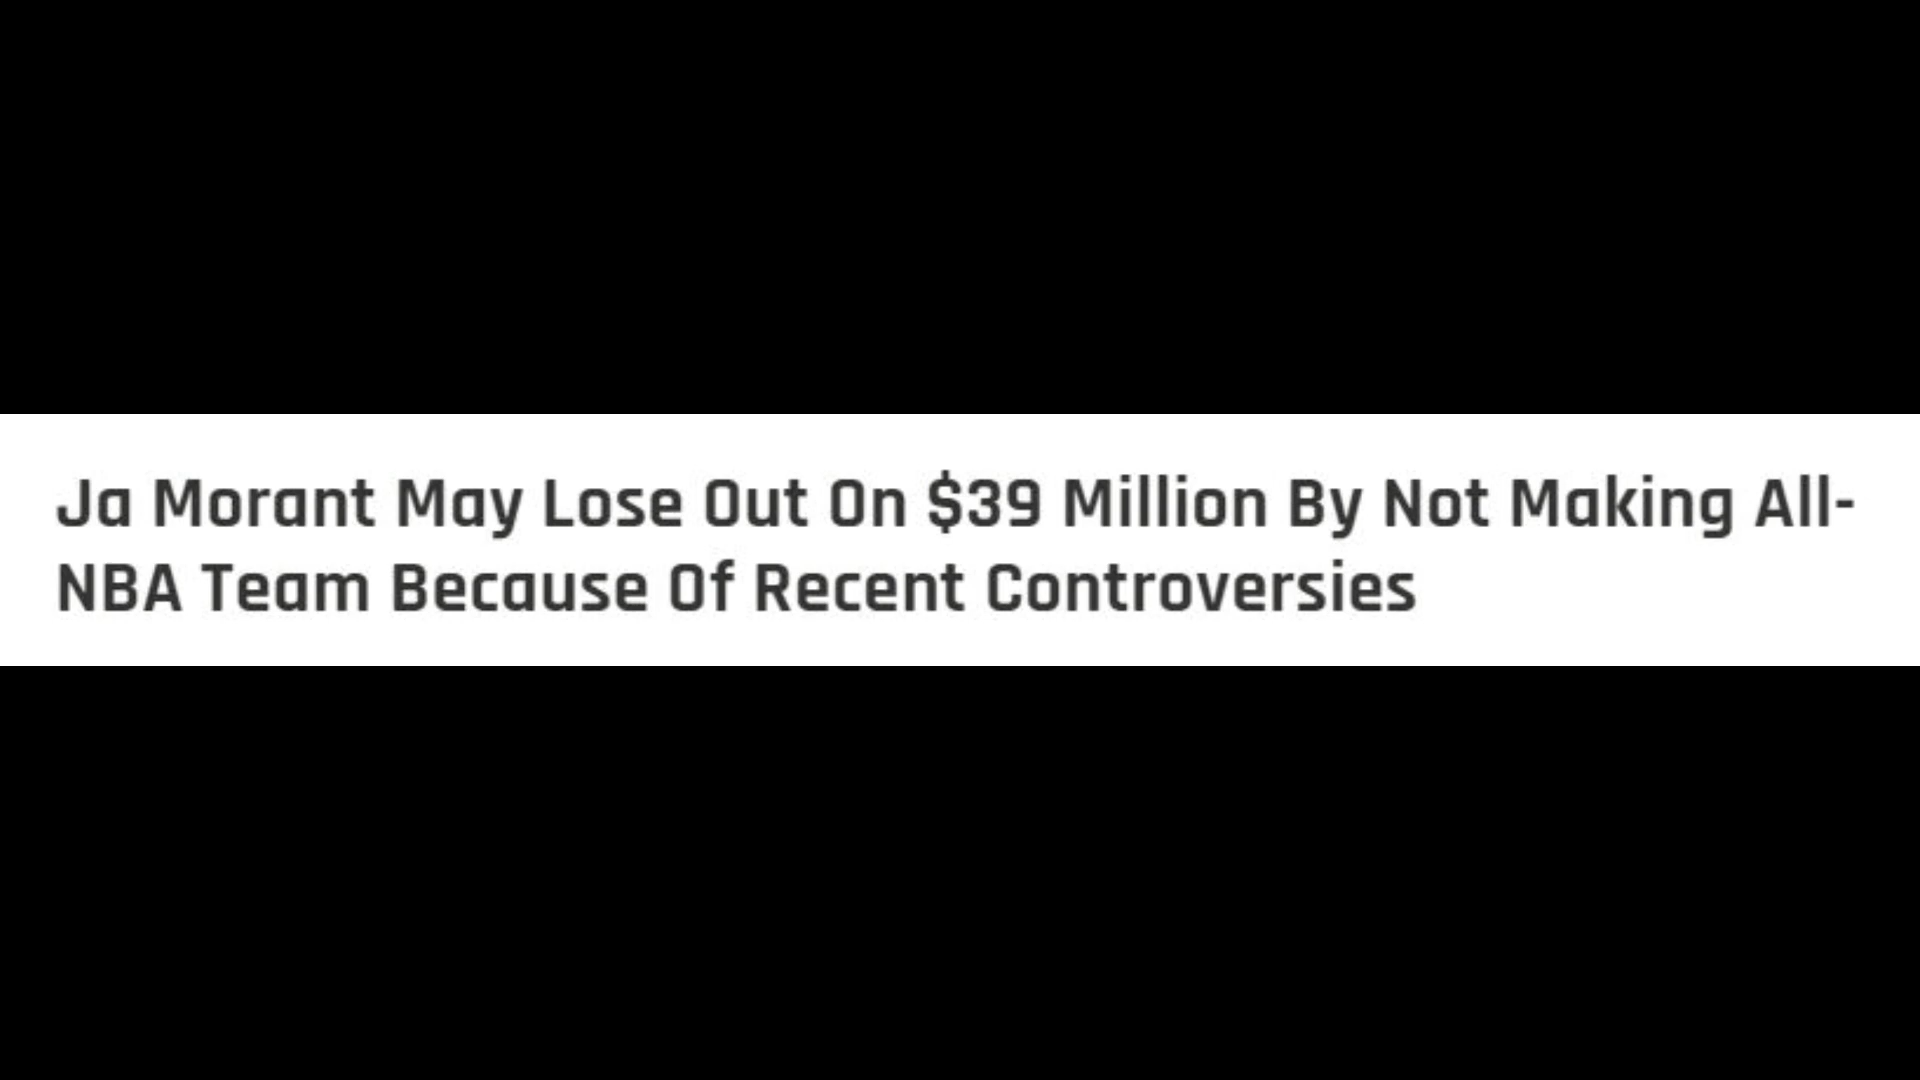 Ja Morant May Lose Out On $39 Million By Not Making All-
NBA Team Because Of Recent Controversies